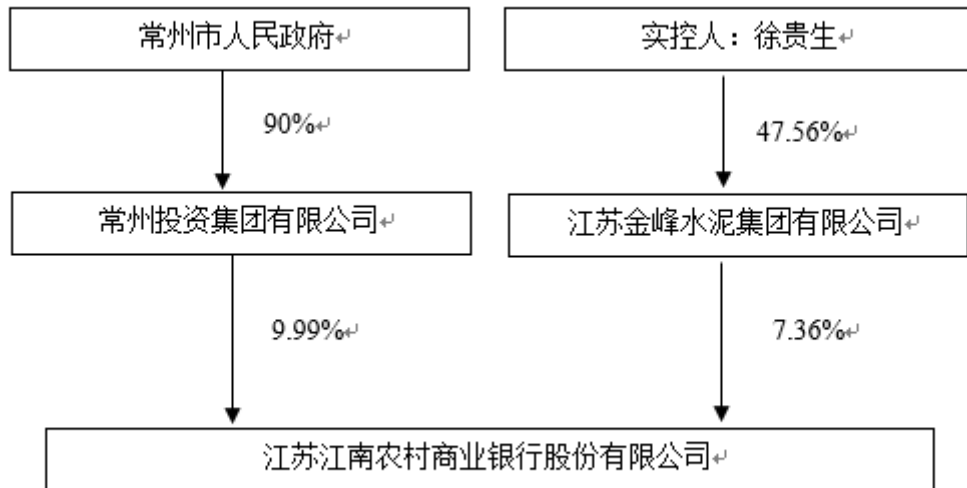 常州市人民政府↵
实控人：徐贵生↵
90%↵
47.56%↵
常州投资集团有限公司↵
江苏金峰水泥集团有限公司↵
9.99%↵
7.36%↵
江苏江南农村商业银行股份有限公司↵